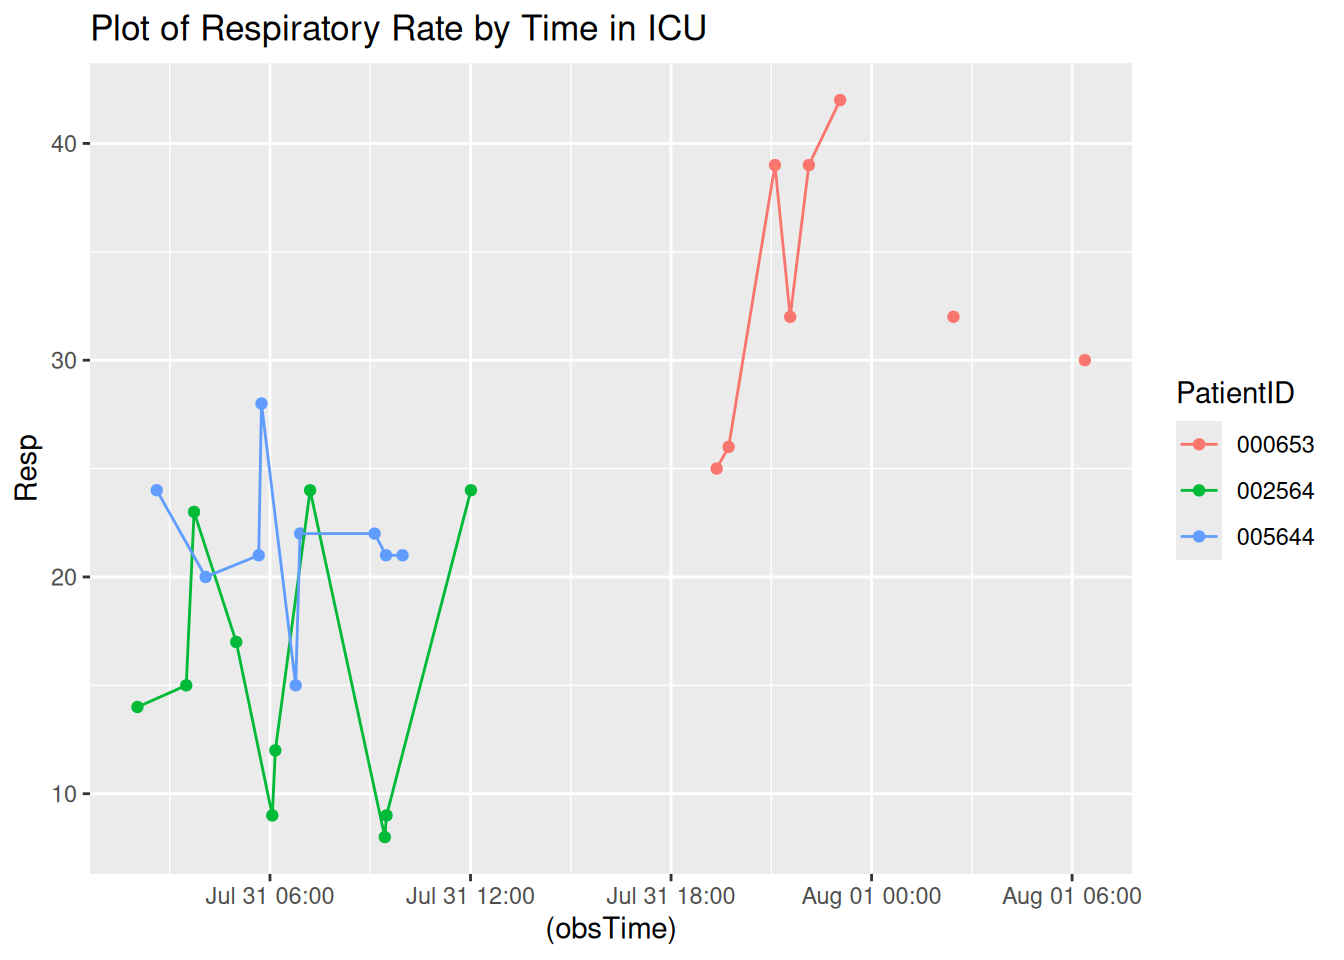 Plot of Respiratory Rate by Time in ICU
Resp
40
30
20
10
Jul 31 06:00
Jul 31 12:00
Jul 31 18:00
Aug 01 00:00
Aug 01 06:00
(obsTime)
PatientID
000653
002564
005644